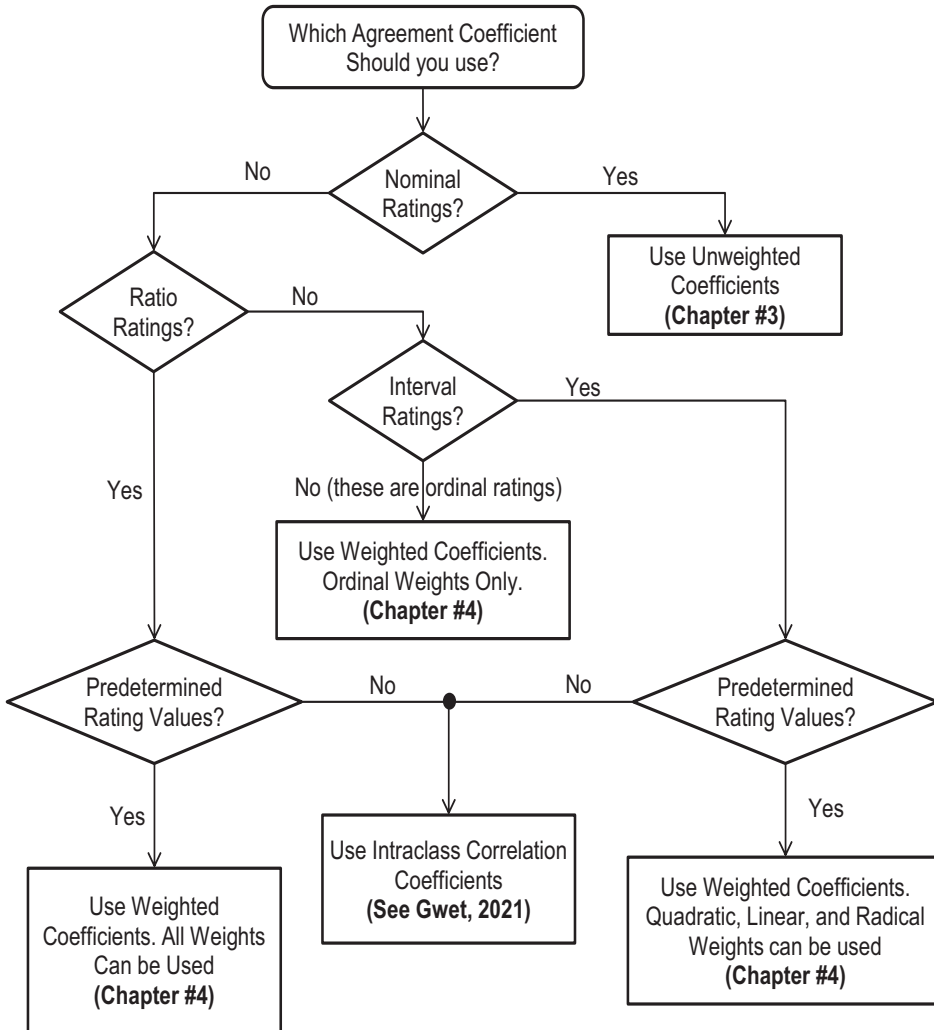 Which Agreement Coefficient
Should you use?
No
Nominal
Ratings?
Yes
Use Unweighted
Coefficients
(Chapter #3)
Ratio
Ratings?
No
Interval
Ratings?
Yes
Yes
No (these are ordinal ratings)
Use Weighted Coefficients.
Ordinal Weights Only.
(Chapter #4)
Predetermined
Rating Values?
No
No
Predetermined
Rating Values?
Yes
Use Weighted
Coefficients. All Weights
Can be Used
(Chapter #4)
Use Intraclass Correlation
Coefficients
(See Gwet, 2021)
Yes
Use Weighted Coefficients.
Quadratic, Linear, and Radical
Weights can be used
(Chapter #4)